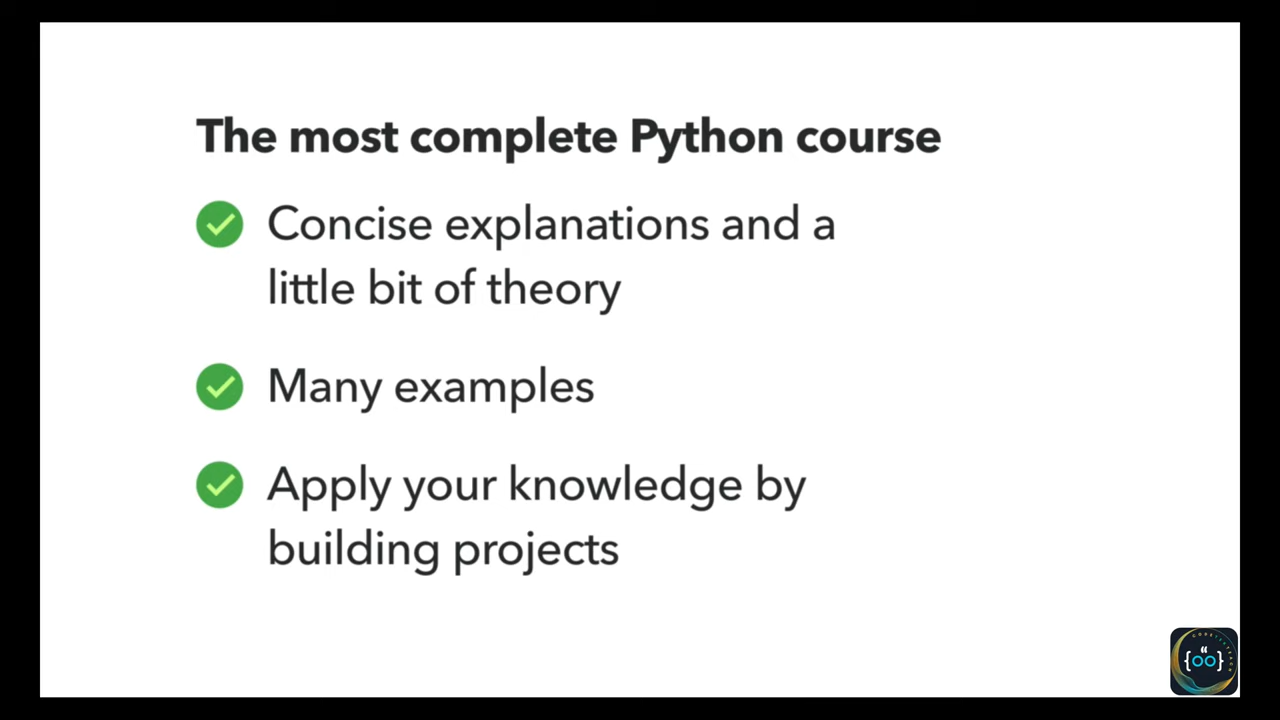 The most complete Python course
Concise explanations and a
little bit of theory
Many examples
Apply your knowledge by
building projects